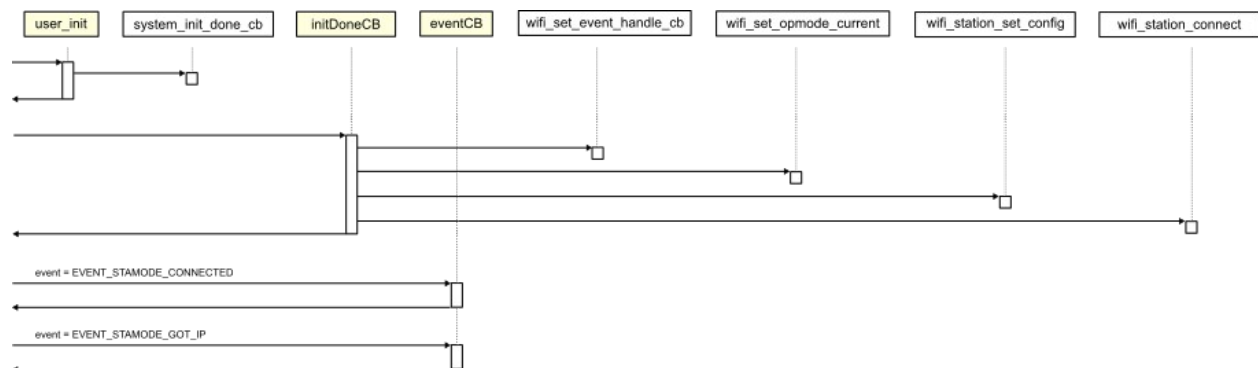 user_init
system_init_done_cb
initDoneCB
eventCB
wifi_set_event_handle_cb
wifi_set_opmode_current
wifi_station_set_config
wifi_station_connect
event = EVENT_STAMODE_CONNECTED
event = EVENT_STAMODE_GOT_IP